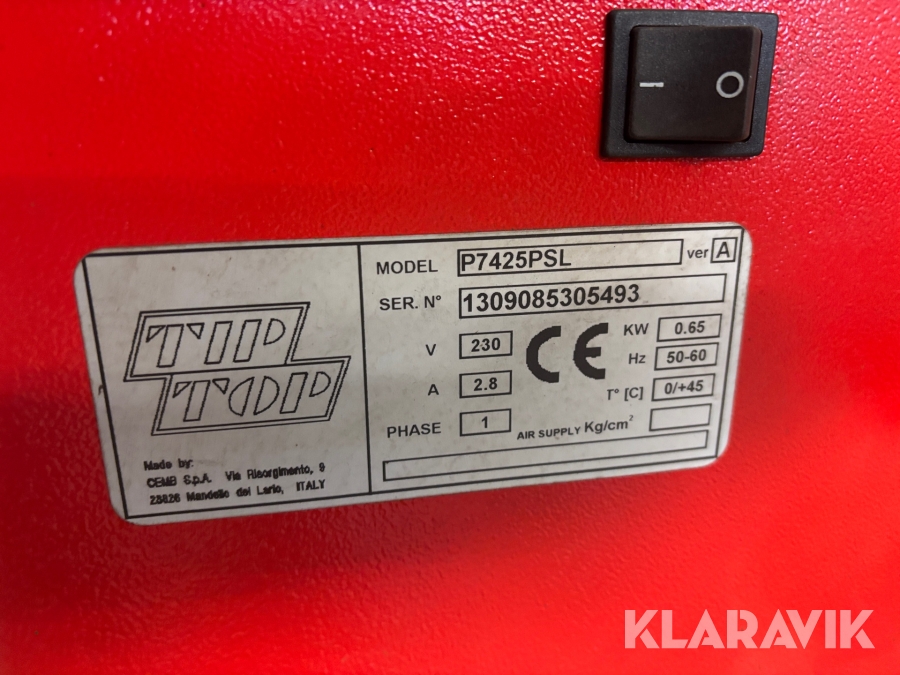 TIP
TOP
Made by:
CEMB S.p.A. Via Risorgimento, 9
23826 Mandello del Lario, ITALY
MODEL P7425PSL ver A
SER. N° 1309085305493
V 230
A 2.8
PHASE 1
CE
KW 0.65
Hz 50-60
T° [C] 0/+45
AIR SUPPLY Kg/cm²
KLARAVIK